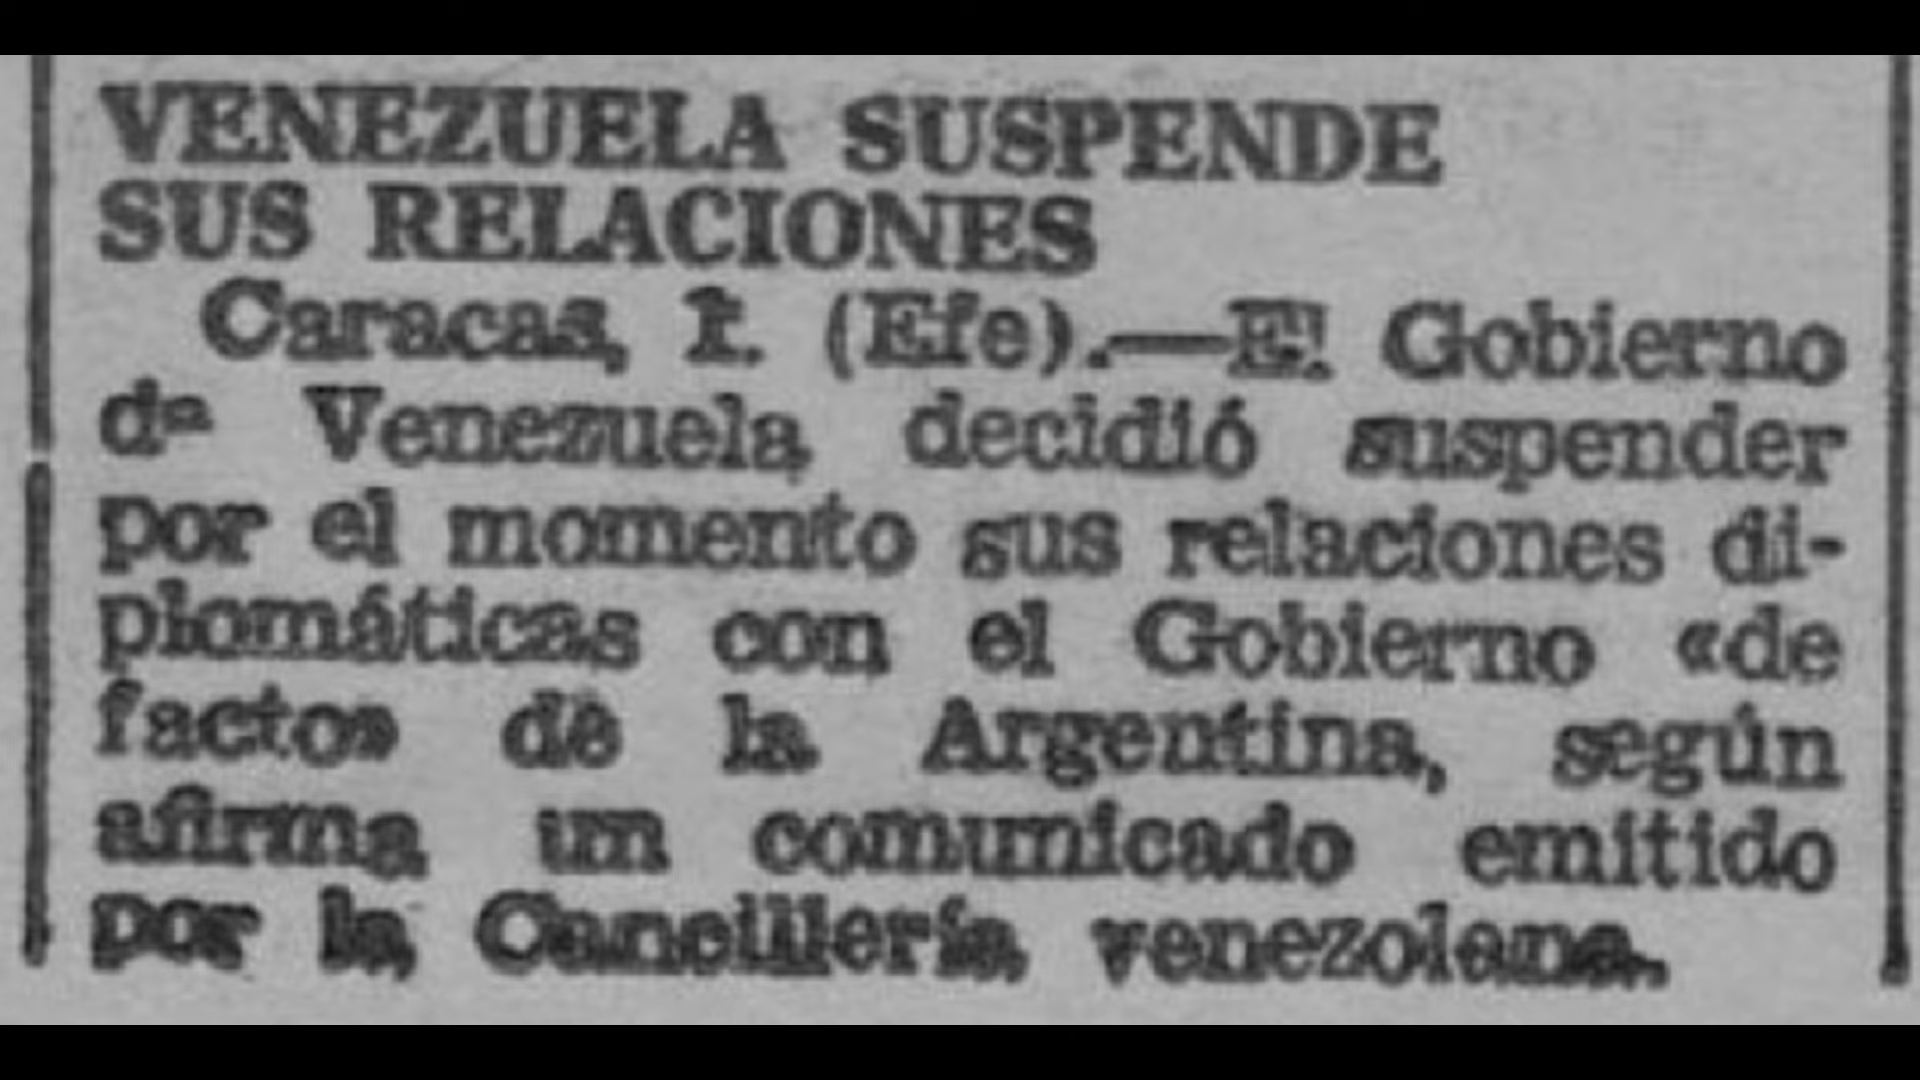 VENEZUELA SUSPENDE
SUS RELACIONES
Caracas, 1. (Efe).—El Gobierno
de Venezuela decidió suspender
por el momento sus relaciones di-
plomáticas con el Gobierno «de
facto» de la Argentina, según
afirma un comunicado emitido
por la Cancillería venezolana.